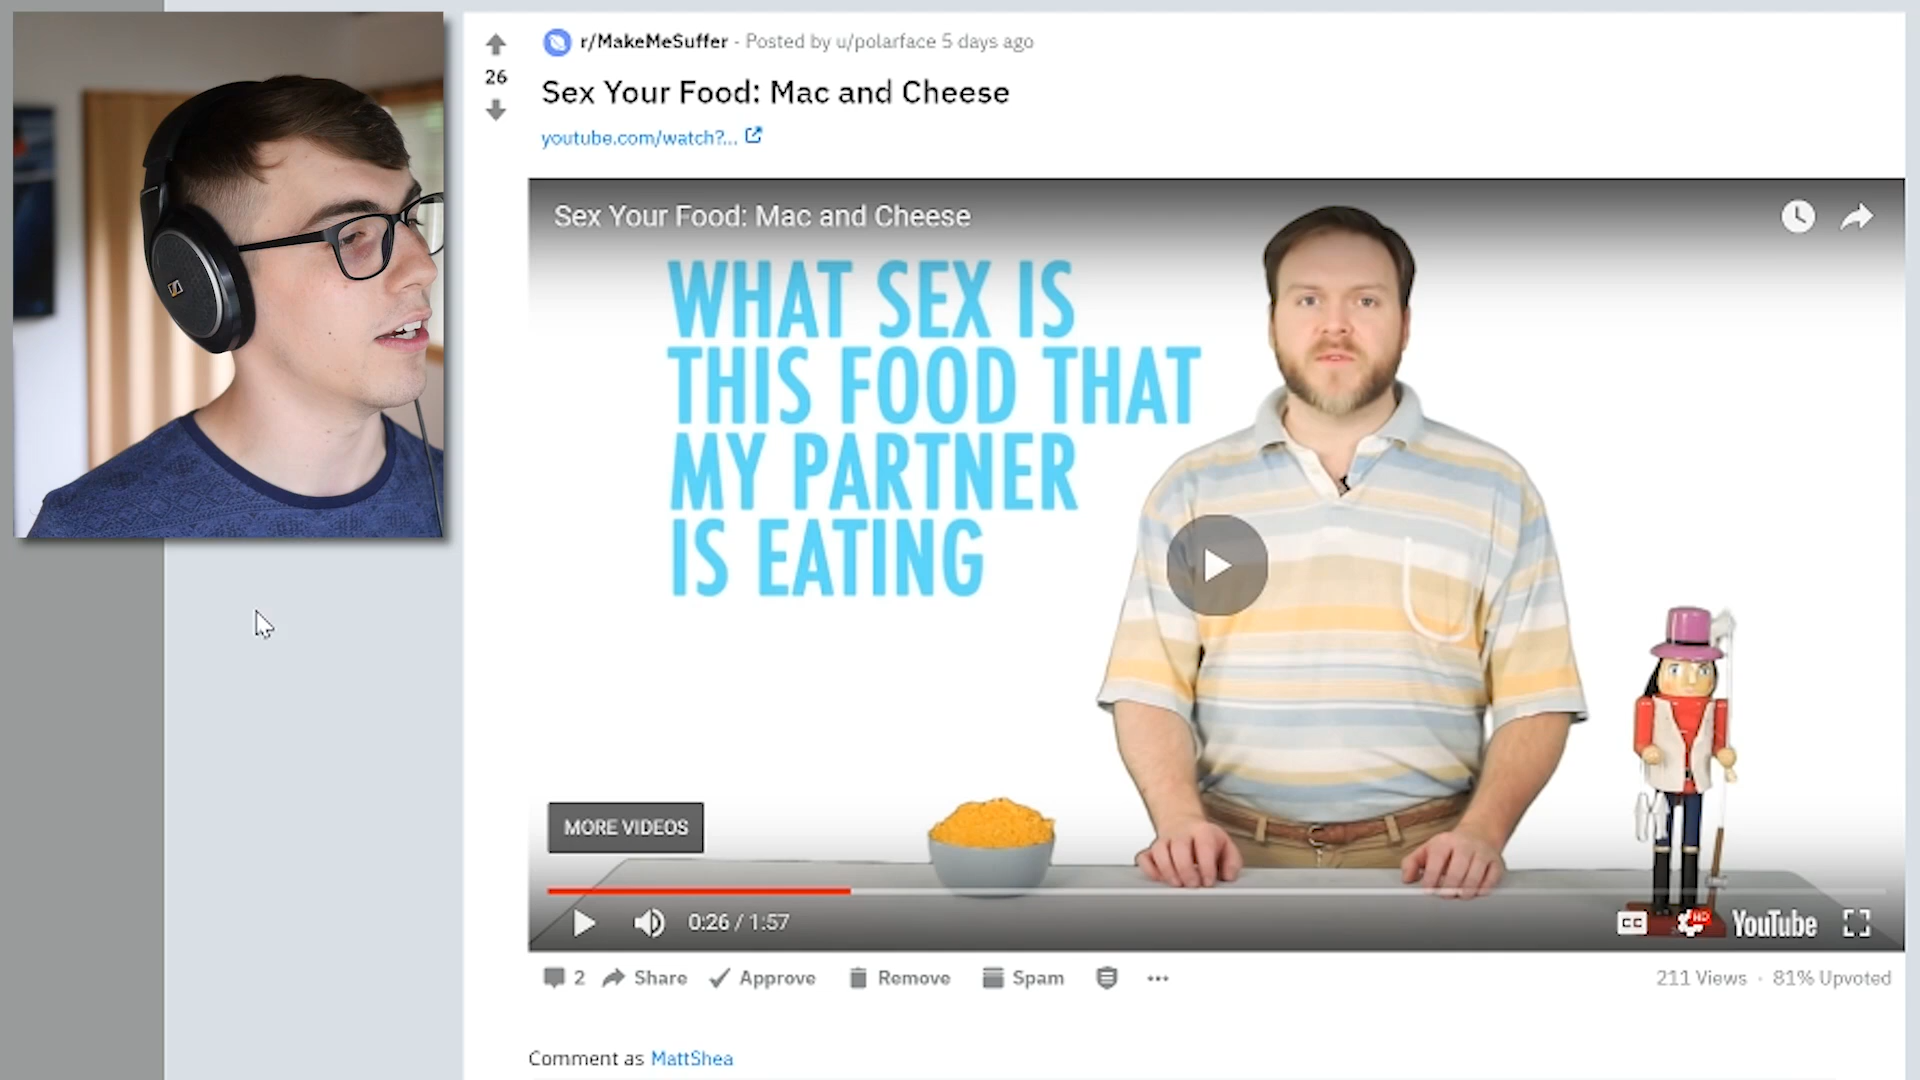 r/MakeMeSuffer - Posted by u/polarface 5 days ago
26
Sex Your Food: Mac and Cheese
youtube.com/watch?...
Sex Your Food: Mac and Cheese
WHAT SEX IS
THIS FOOD THAT
MY PARTNER
IS EATING
MORE VIDEOS
0:26 / 1:57
CC
HD
YouTube
2 Share Approve Remove Spam ...
211 Views · 81% Upvoted
Comment as MattShea